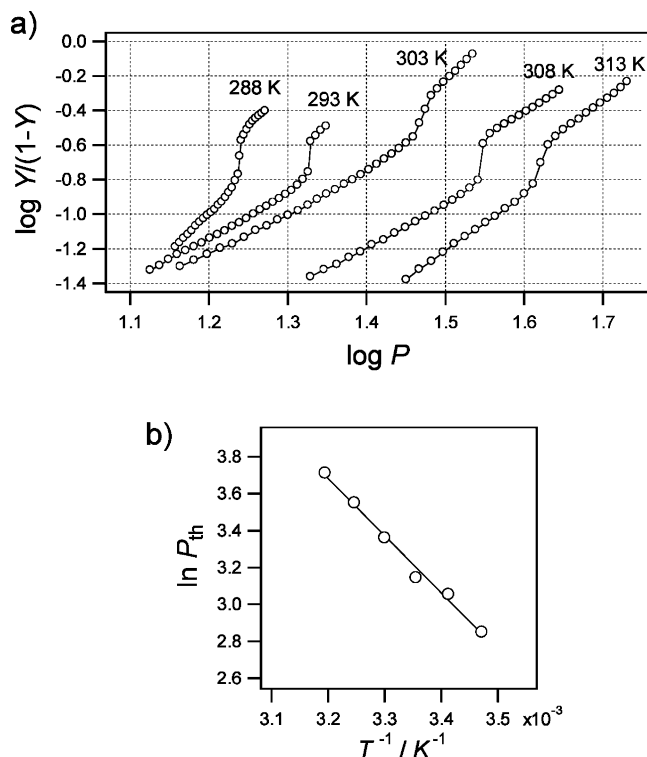 a)
log Y/(1-Y)
0.0
-0.2
-0.4
-0.6
-0.8
-1.0
-1.2
-1.4
288 K
293 K
303 K
308 K
313 K
1.1 1.2 1.3 1.4 1.5 1.6 1.7
log P
b)
ln Pth
3.8
3.6
3.4
3.2
3.0
2.8
2.6
3.1 3.2 3.3 3.4 3.5 x10⁻³
T⁻¹ / K⁻¹